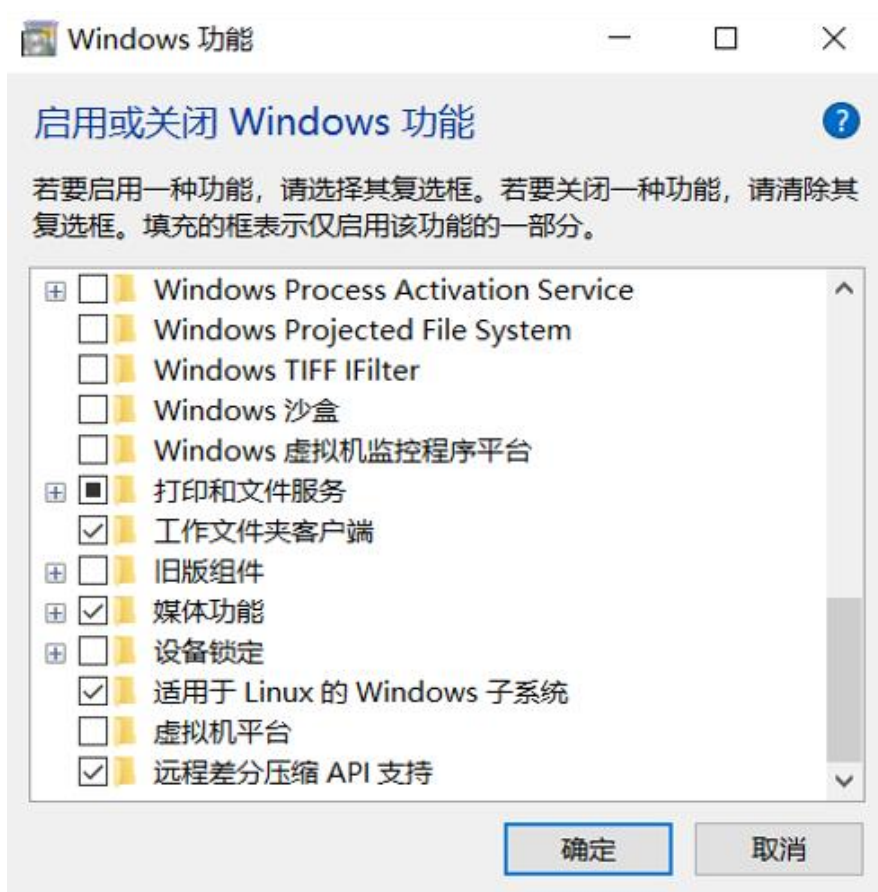 Windows 功能
启用或关闭 Windows 功能
若要启用一种功能，请选择其复选框。若要关闭一种功能，请清除其
复选框。填充的框表示仅启用该功能的一部分。
Windows Process Activation Service
Windows Projected File System
Windows TIFF IFilter
Windows 沙盒
Windows 虚拟机监控程序平台
打印和文件服务
工作文件夹客户端
旧版组件
媒体功能
设备锁定
适用于 Linux 的 Windows 子系统
虚拟机平台
远程差分压缩 API 支持
确定 取消